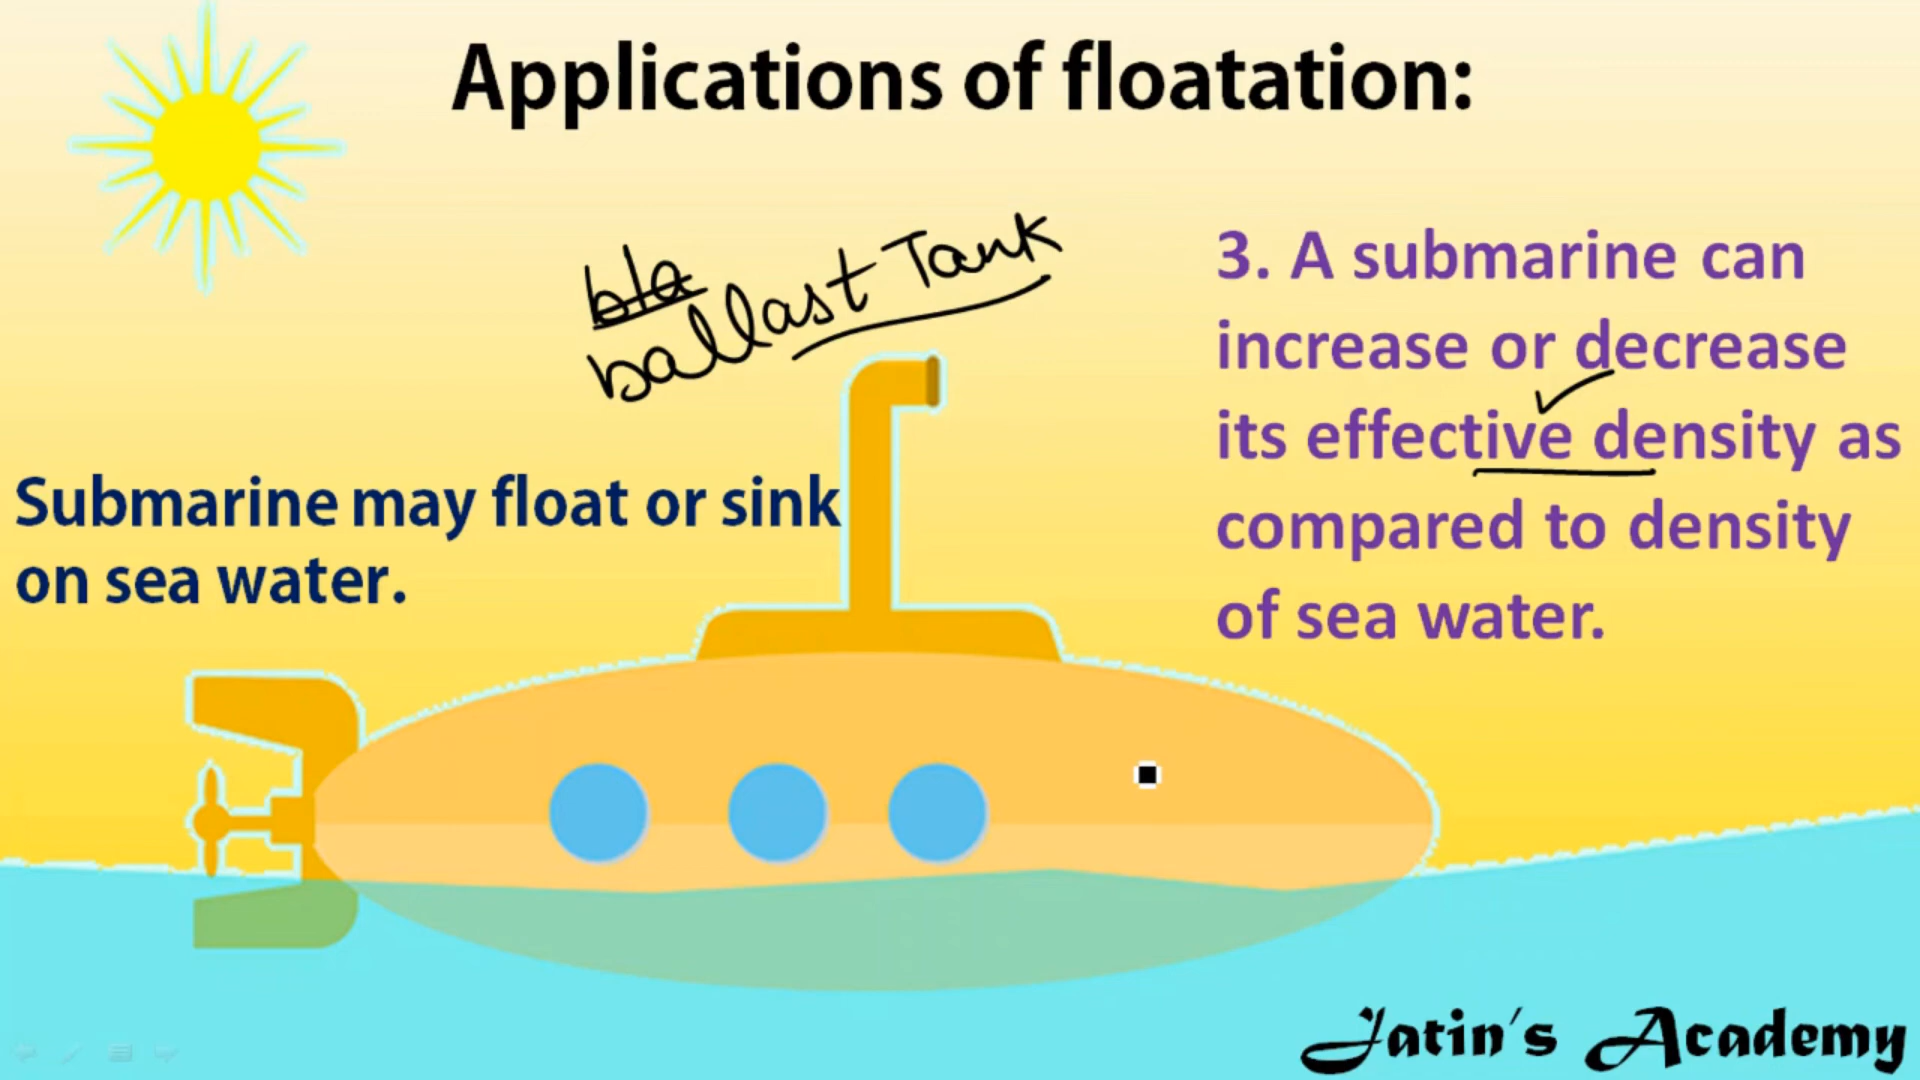 Applications of floatation:
bla
ballast Tank
3. A submarine can
increase or decrease
its effective density as
compared to density
of sea water.
Submarine may float or sink
on sea water.
Jatin's Academy